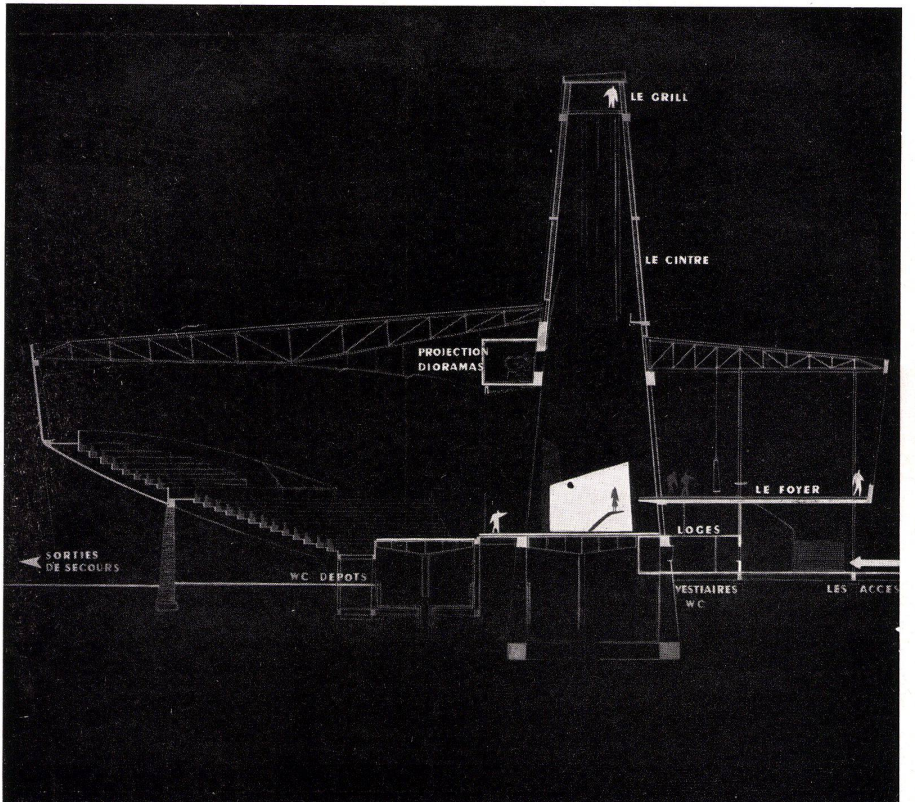 LE GRILL
LE CINTRE
PROJECTION
DIORAMAS
LE FOYER
LOGES
SORTIES
DE SECOURS
WC DEPOTS
VESTIAIRES
WC
LES ACCES